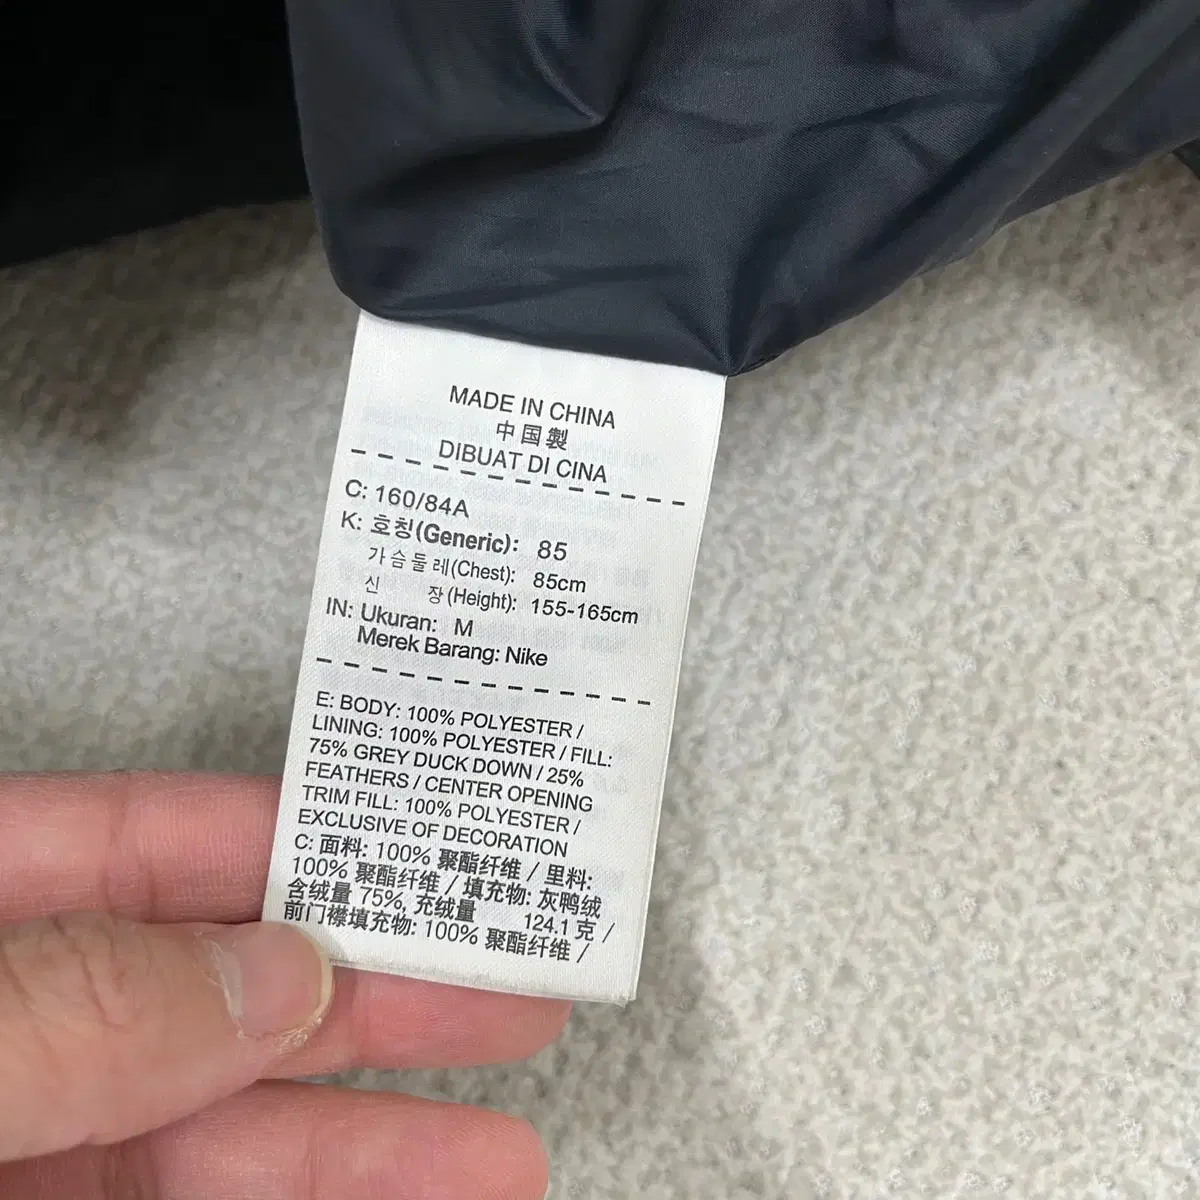 MADE IN CHINA
中国製
DIBUAT DI CINA
C: 160/84A
K: 호칭(Generic): 85
가슴둘레(Chest): 85cm
신 장(Height): 155-165cm
IN: Ukuran: M
Merek Barang: Nike
E: BODY: 100% POLYESTER /
LINING: 100% POLYESTER / FILL:
75% GREY DUCK DOWN / 25%
FEATHERS / CENTER OPENING
TRIM FILL: 100% POLYESTER /
EXCLUSIVE OF DECORATION
C: 面料: 100% 聚酯纤维 / 里料:
100% 聚酯纤维 / 填充物: 灰鸭绒
含绒量 75%, 充绒量 124.1 克 /
前门襟填充物: 100% 聚酯纤维 /